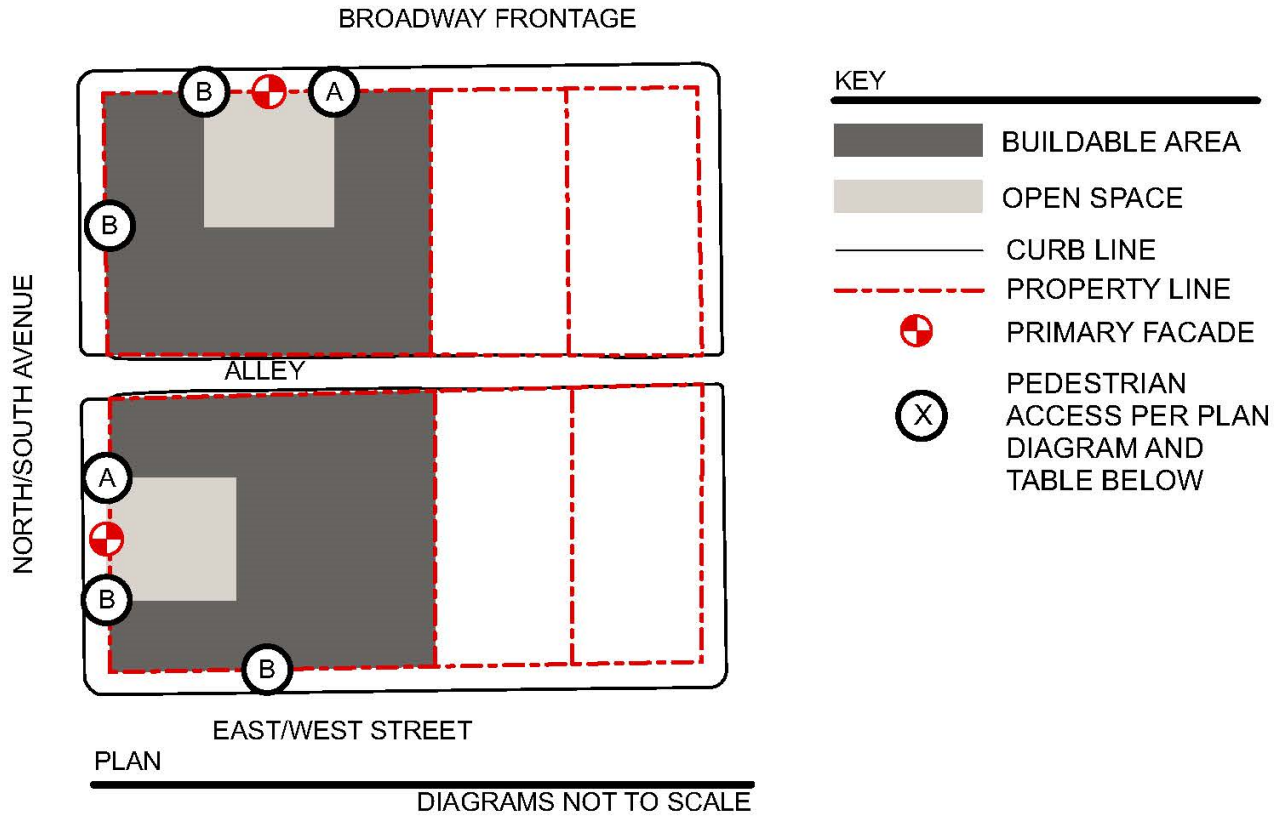 BROADWAY FRONTAGE
B
A
B
ALLEY
NORTH/SOUTH AVENUE
A
B
B
EAST/WEST STREET
PLAN
DIAGRAMS NOT TO SCALE
KEY
BUILDABLE AREA
OPEN SPACE
CURB LINE
PROPERTY LINE
PRIMARY FACADE
X
PEDESTRIAN
ACCESS PER PLAN
DIAGRAM AND
TABLE BELOW